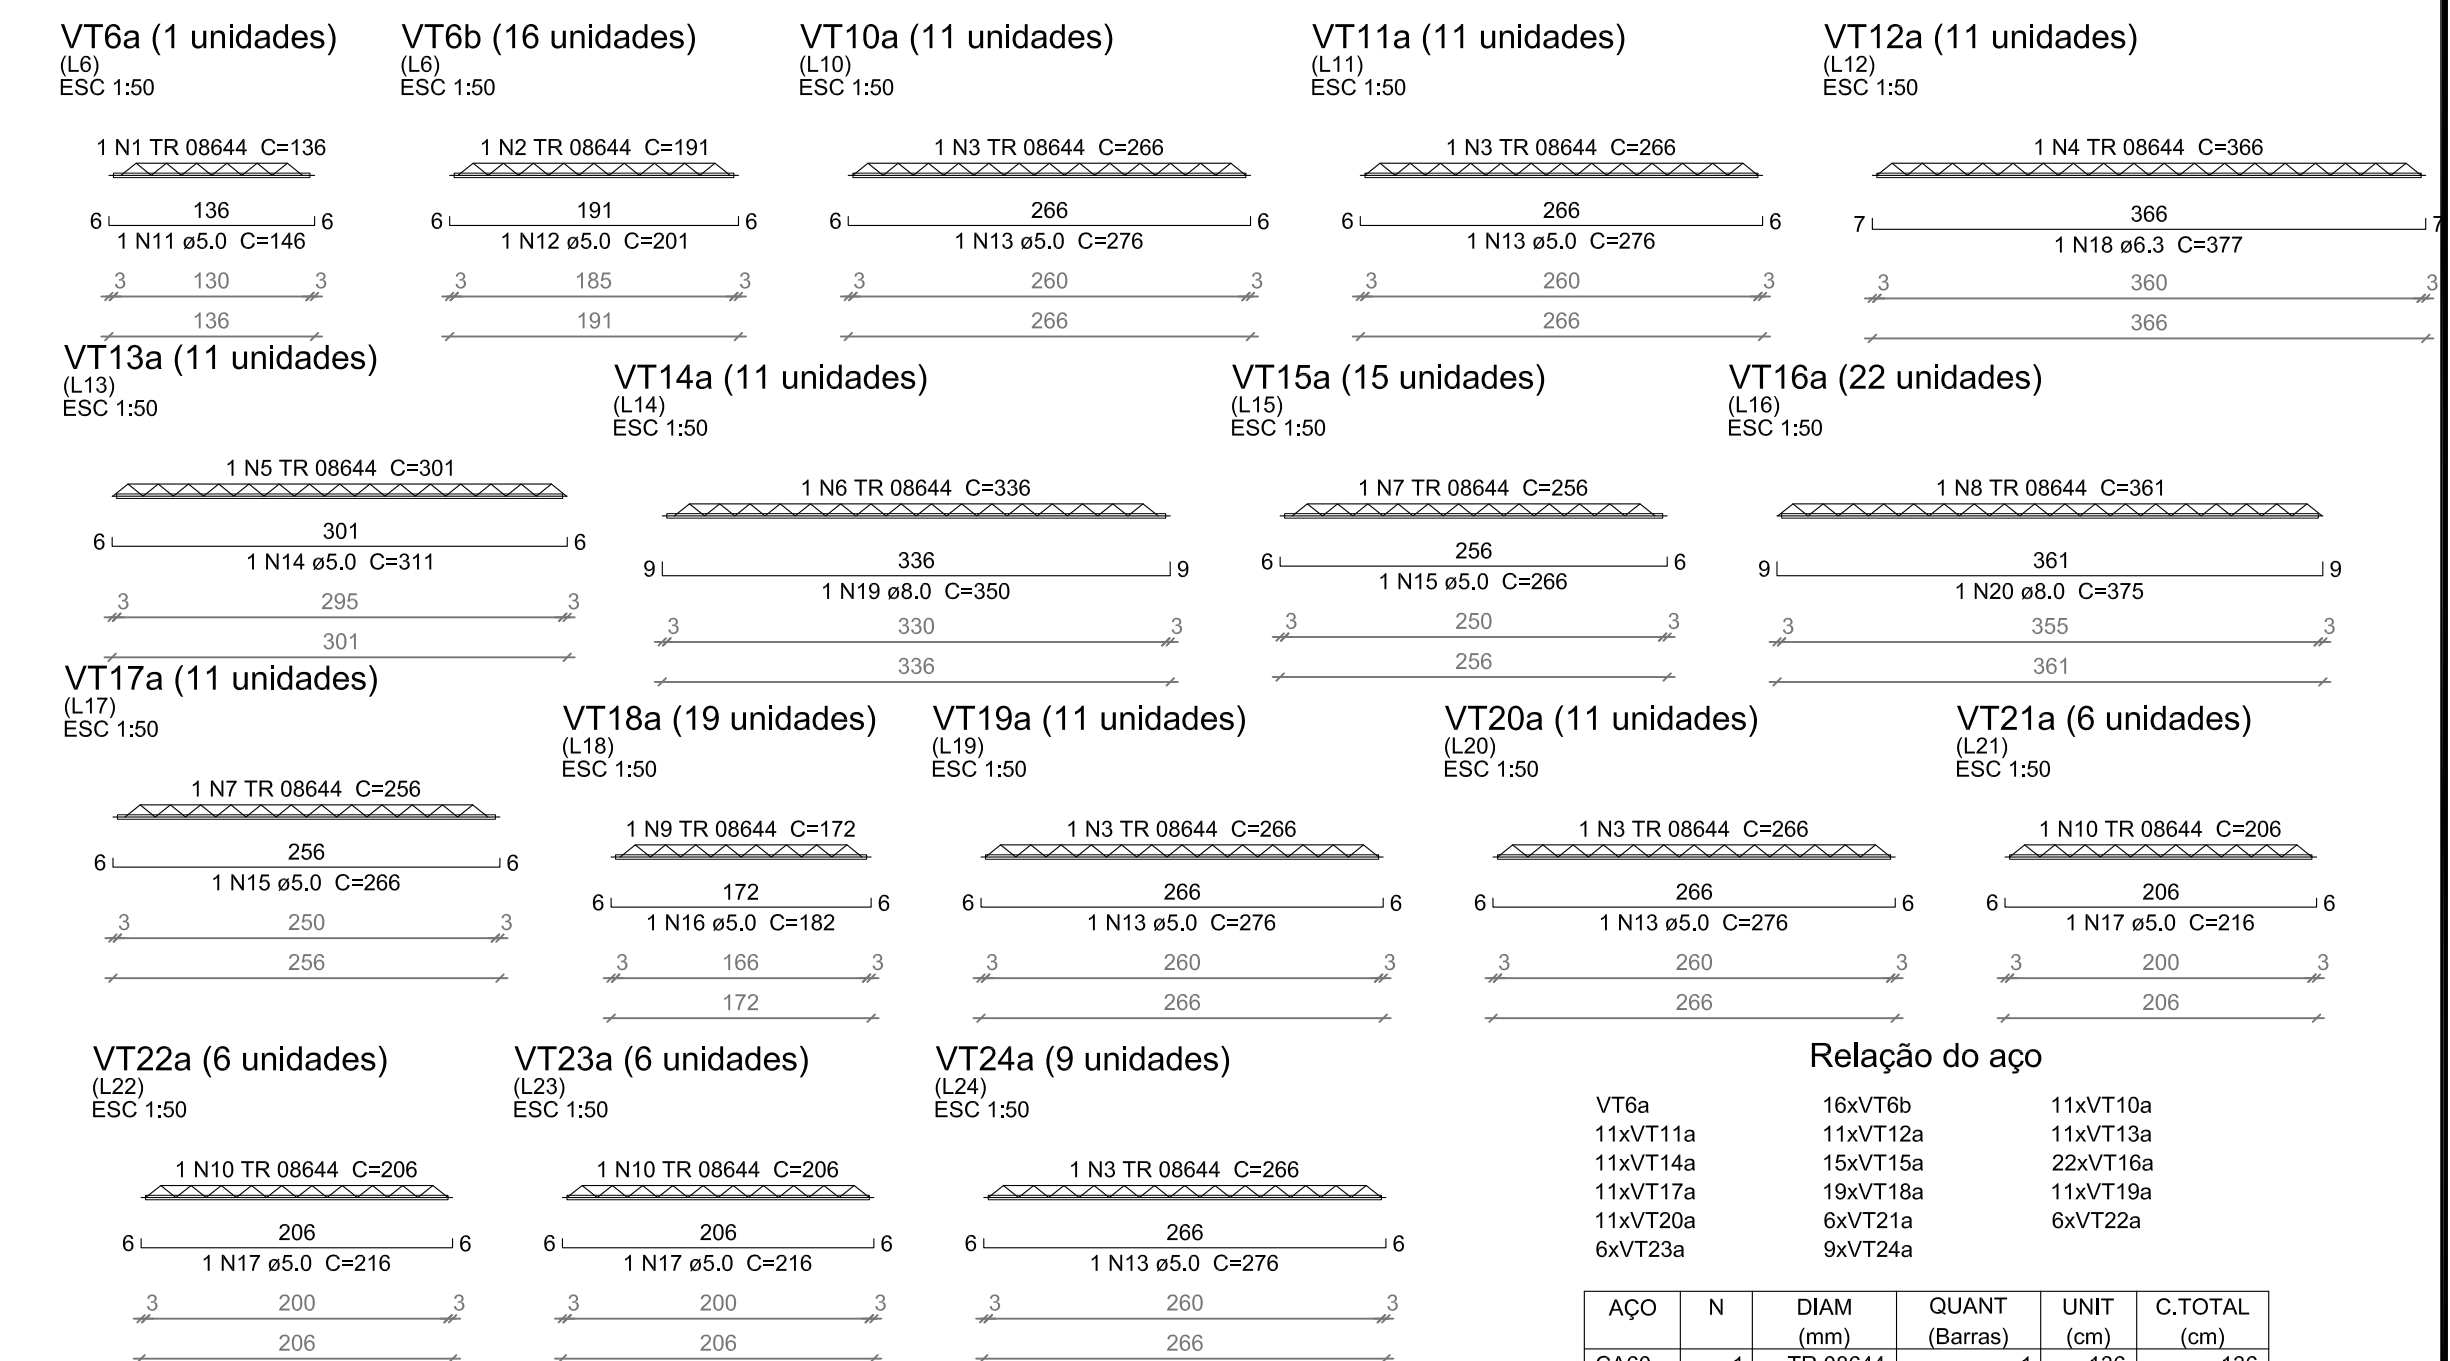 VT6a (1 unidades)
(L6)
ESC 1:50
1 N1 TR 08644 C=136
6 136 6
1 N11 ø5.0 C=146
3 130 3
136
VT6b (16 unidades)
(L6)
ESC 1:50
1 N2 TR 08644 C=191
6 191 6
1 N12 ø5.0 C=201
3 185 3
191
VT10a (11 unidades)
(L10)
ESC 1:50
1 N3 TR 08644 C=266
6 266 6
1 N13 ø5.0 C=276
3 260 3
266
VT11a (11 unidades)
(L11)
ESC 1:50
1 N3 TR 08644 C=266
6 266 6
1 N13 ø5.0 C=276
3 260 3
266
VT12a (11 unidades)
(L12)
ESC 1:50
1 N4 TR 08644 C=366
7 366 7
1 N18 ø6.3 C=377
3 360 3
366
VT13a (11 unidades)
(L13)
ESC 1:50
1 N5 TR 08644 C=301
6 301 6
1 N14 ø5.0 C=311
3 295 3
301
VT14a (11 unidades)
(L14)
ESC 1:50
1 N6 TR 08644 C=336
9 336 9
1 N19 ø8.0 C=350
3 330 3
336
VT15a (15 unidades)
(L15)
ESC 1:50
1 N7 TR 08644 C=256
6 256 6
1 N15 ø5.0 C=266
3 250 3
256
VT16a (22 unidades)
(L16)
ESC 1:50
1 N8 TR 08644 C=361
9 361 9
1 N20 ø8.0 C=375
3 355 3
361
VT17a (11 unidades)
(L17)
ESC 1:50
1 N7 TR 08644 C=256
6 256 6
1 N15 ø5.0 C=266
3 250 3
256
VT18a (19 unidades)
(L18)
ESC 1:50
1 N9 TR 08644 C=172
6 172 6
1 N16 ø5.0 C=182
3 166 3
172
VT19a (11 unidades)
(L19)
ESC 1:50
1 N3 TR 08644 C=266
6 266 6
1 N13 ø5.0 C=276
3 260 3
266
VT20a (11 unidades)
(L20)
ESC 1:50
1 N3 TR 08644 C=266
6 266 6
1 N13 ø5.0 C=276
3 260 3
266
VT21a (6 unidades)
(L21)
ESC 1:50
1 N10 TR 08644 C=206
6 206 6
1 N17 ø5.0 C=216
3 200 3
206
VT22a (6 unidades)
(L22)
ESC 1:50
1 N10 TR 08644 C=206
6 206 6
1 N17 ø5.0 C=216
3 200 3
206
VT23a (6 unidades)
(L23)
ESC 1:50
1 N10 TR 08644 C=206
6 206 6
1 N17 ø5.0 C=216
3 200 3
206
VT24a (9 unidades)
(L24)
ESC 1:50
1 N3 TR 08644 C=266
6 266 6
1 N13 ø5.0 C=276
3 260 3
266
Relação do aço
VT6a 16xVT6b 11xVT10a
11xVT11a 11xVT12a 11xVT13a
11xVT14a 15xVT15a 22xVT16a
11xVT17a 19xVT18a 11xVT19a
11xVT20a 6xVT21a 6xVT22a
6xVT23a 9xVT24a
AÇO N DIAM QUANT UNIT C.TOTAL
(mm) (Barras) (cm) (cm)
1 TR 08644 1 136 136